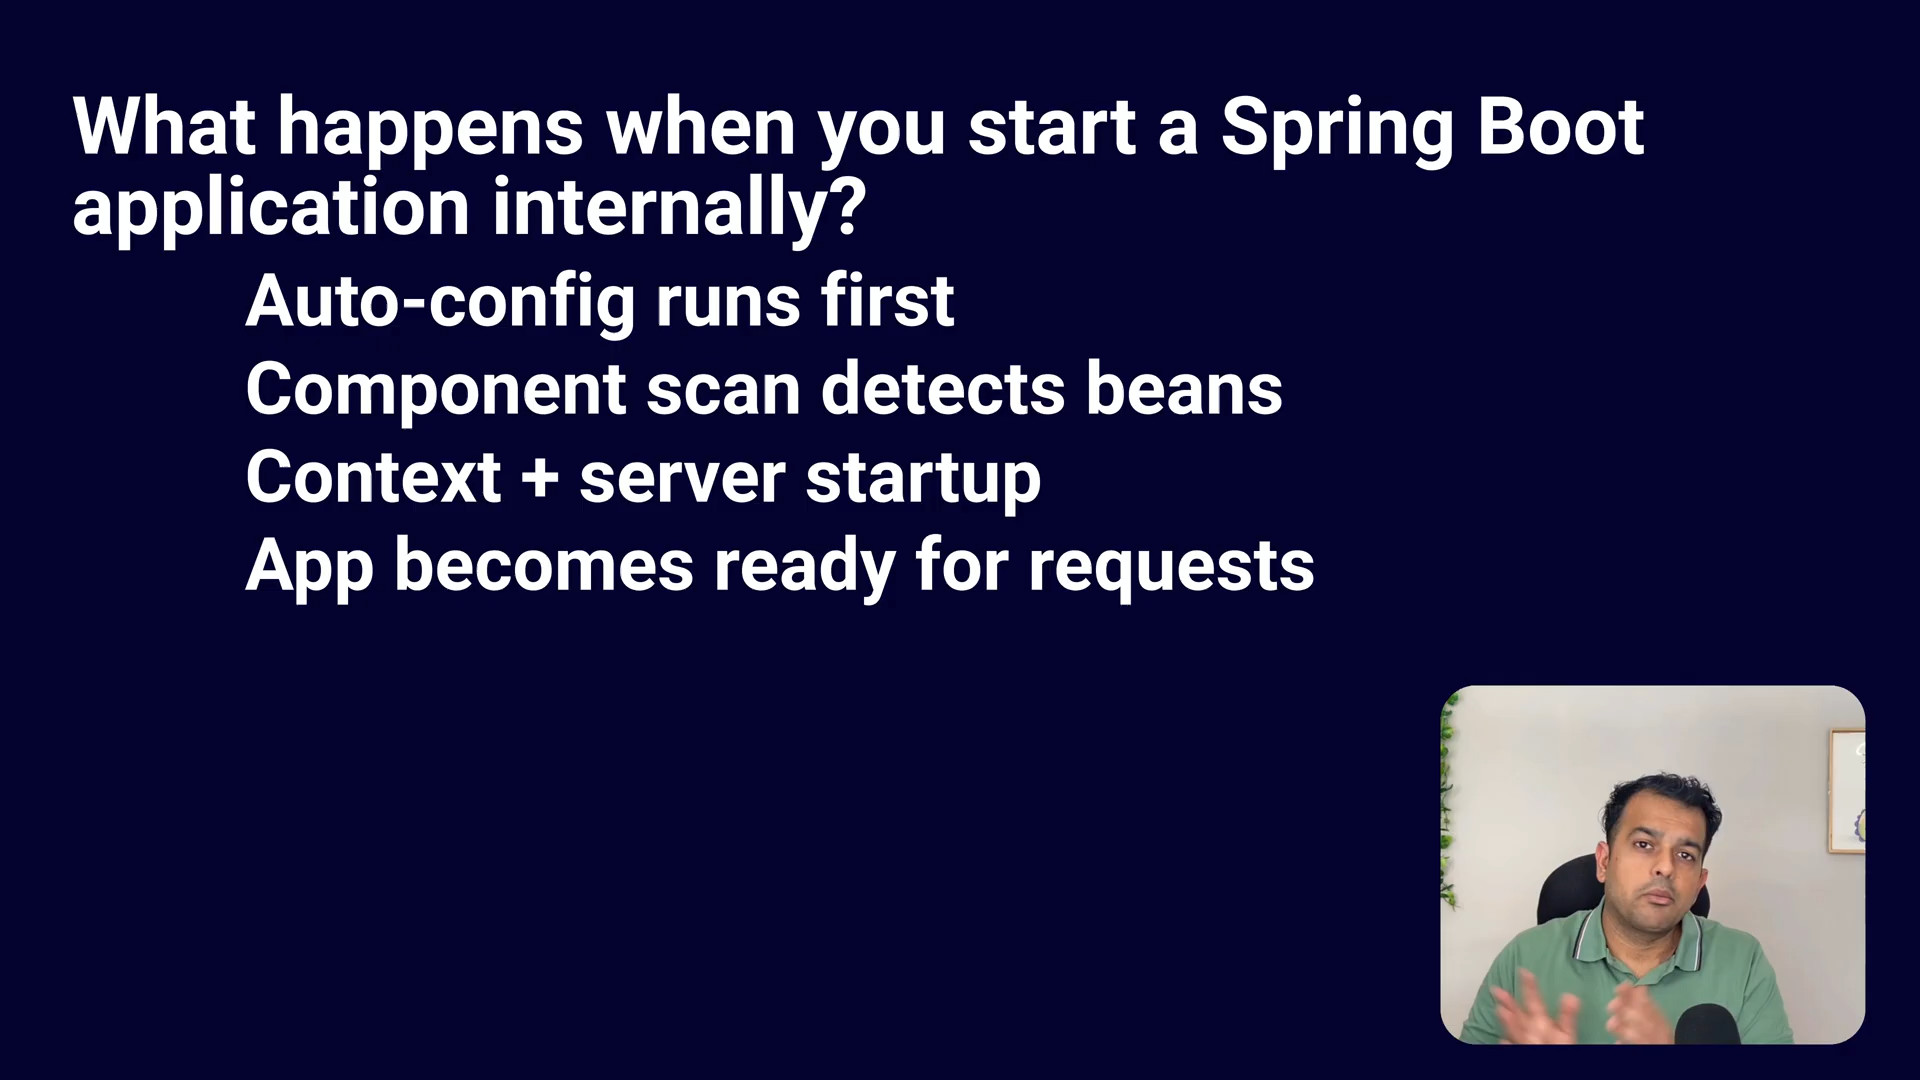 What happens when you start a Spring Boot
application internally?
Auto-config runs first
Component scan detects beans
Context + server startup
App becomes ready for requests